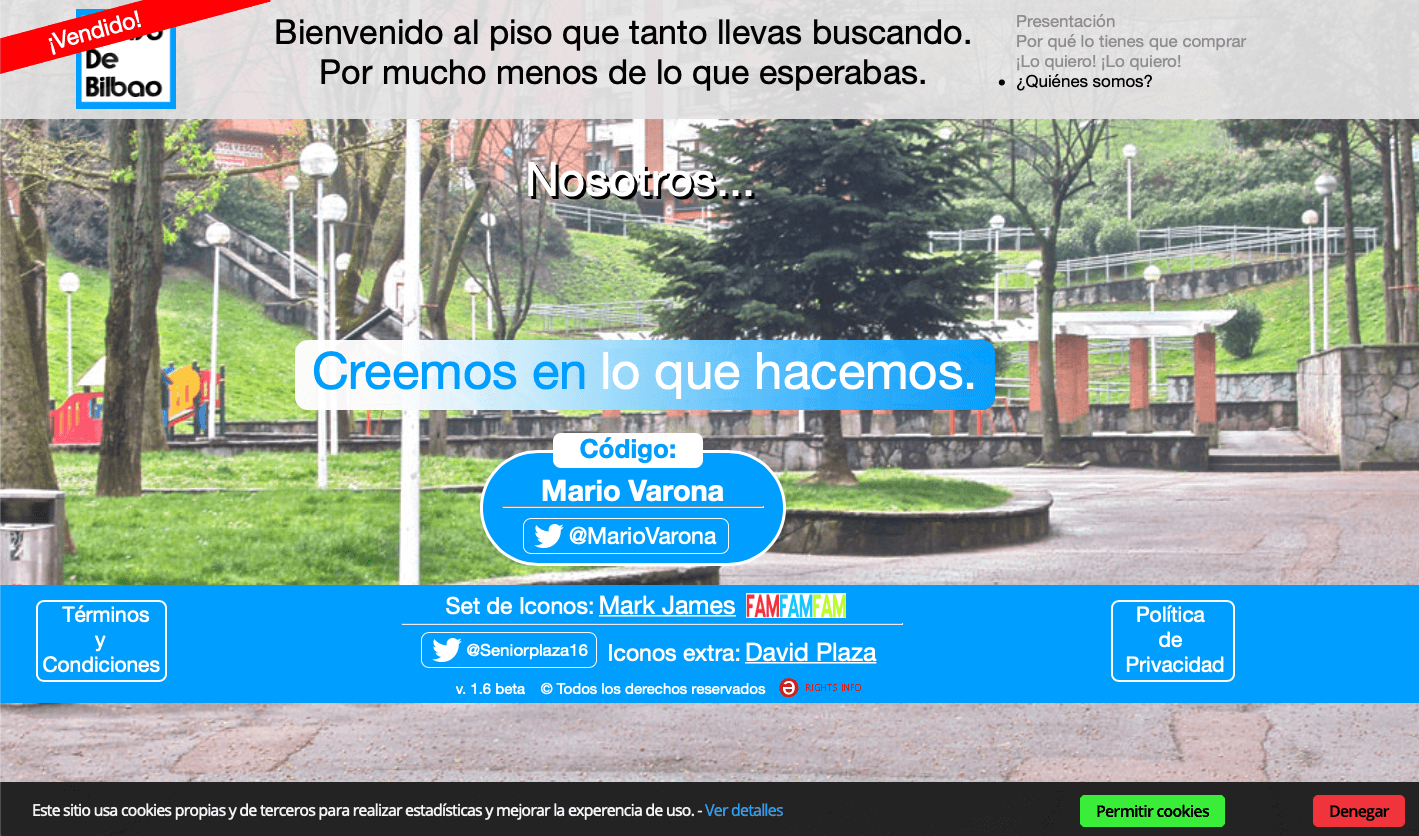 ¡Vendido!
De
Bilbao
Bienvenido al piso que tanto llevas buscando.
Por mucho menos de lo que esperabas.
Presentación
Por qué lo tienes que comprar
¡Lo quiero! ¡Lo quiero!
¿Quiénes somos?
Nosotros...
Creemos en lo que hacemos.
Código:
Mario Varona
@MarioVarona
Términos
y
Condiciones
Set de Iconos: Mark James FAMFAMFAM
@Seniorplaza16 Iconos extra: David Plaza
v. 1.6 beta © Todos los derechos reservados RIGHTS INFO
Política
de
Privacidad
Este sitio usa cookies propias y de terceros para realizar estadísticas y mejorar la experencia de uso. - Ver detalles
Permitir cookies
Denegar